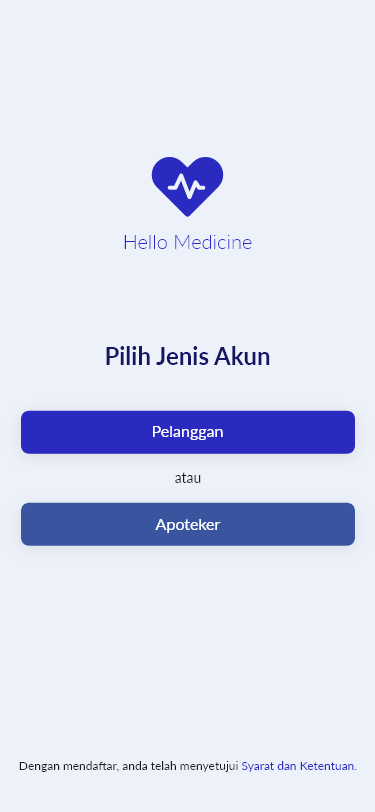 Hello Medicine
Pilih Jenis Akun
Pelanggan
atau
Apoteker
Dengan mendaftar, anda telah menyetujui Syarat dan Ketentuan.